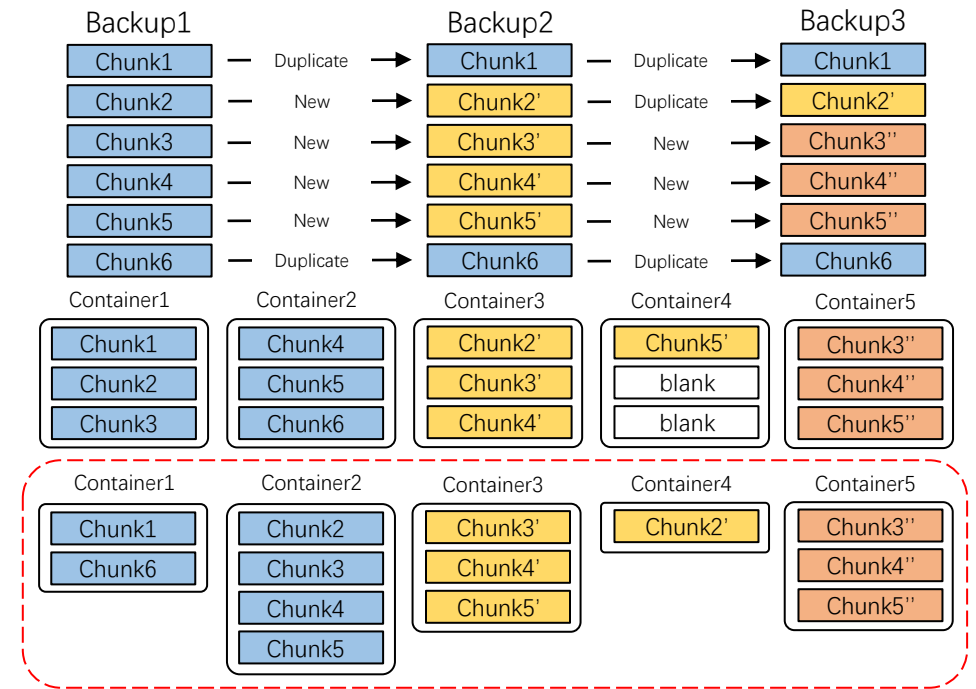 Backup1 Backup2 Backup3
Chunk1 Duplicate Chunk1 Duplicate Chunk1
Chunk2 New Chunk2' Duplicate Chunk2'
Chunk3 New Chunk3' New Chunk3''
Chunk4 New Chunk4' New Chunk4''
Chunk5 New Chunk5' New Chunk5''
Chunk6 Duplicate Chunk6 Duplicate Chunk6
Container1 Container2 Container3 Container4 Container5
Chunk1 Chunk4 Chunk2' Chunk5' Chunk3''
Chunk2 Chunk5 Chunk3' blank Chunk4''
Chunk3 Chunk6 Chunk4' blank Chunk5''
Container1 Container2 Container3 Container4 Container5
Chunk1 Chunk2 Chunk3' Chunk2' Chunk3''
Chunk6 Chunk3 Chunk4' Chunk4''
Chunk4 Chunk5' Chunk5''
Chunk5